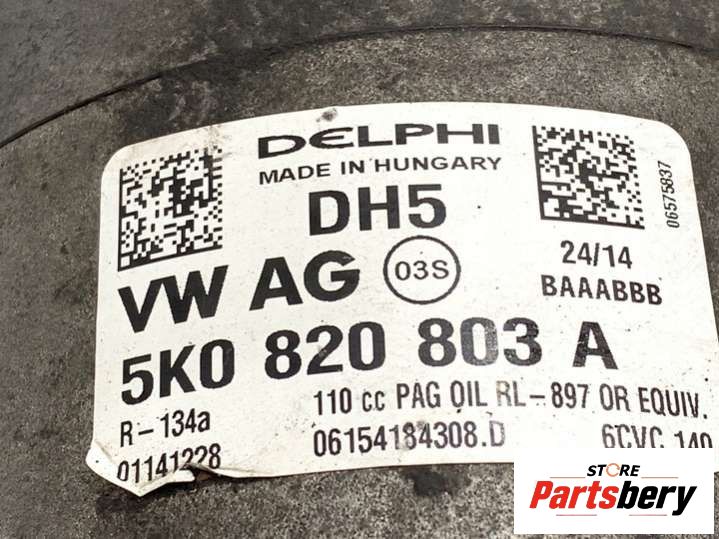 DELPHI
MADE IN HUNGARY
DH5
06575837
VW AG 03S
24/14
BAAABBB
5K0 820 803 A
R-134a
110 cc PAG OIL RL-897 OR EQUIV.
01141228
06154184308.D
6CVC 140
STORE
Partsbery